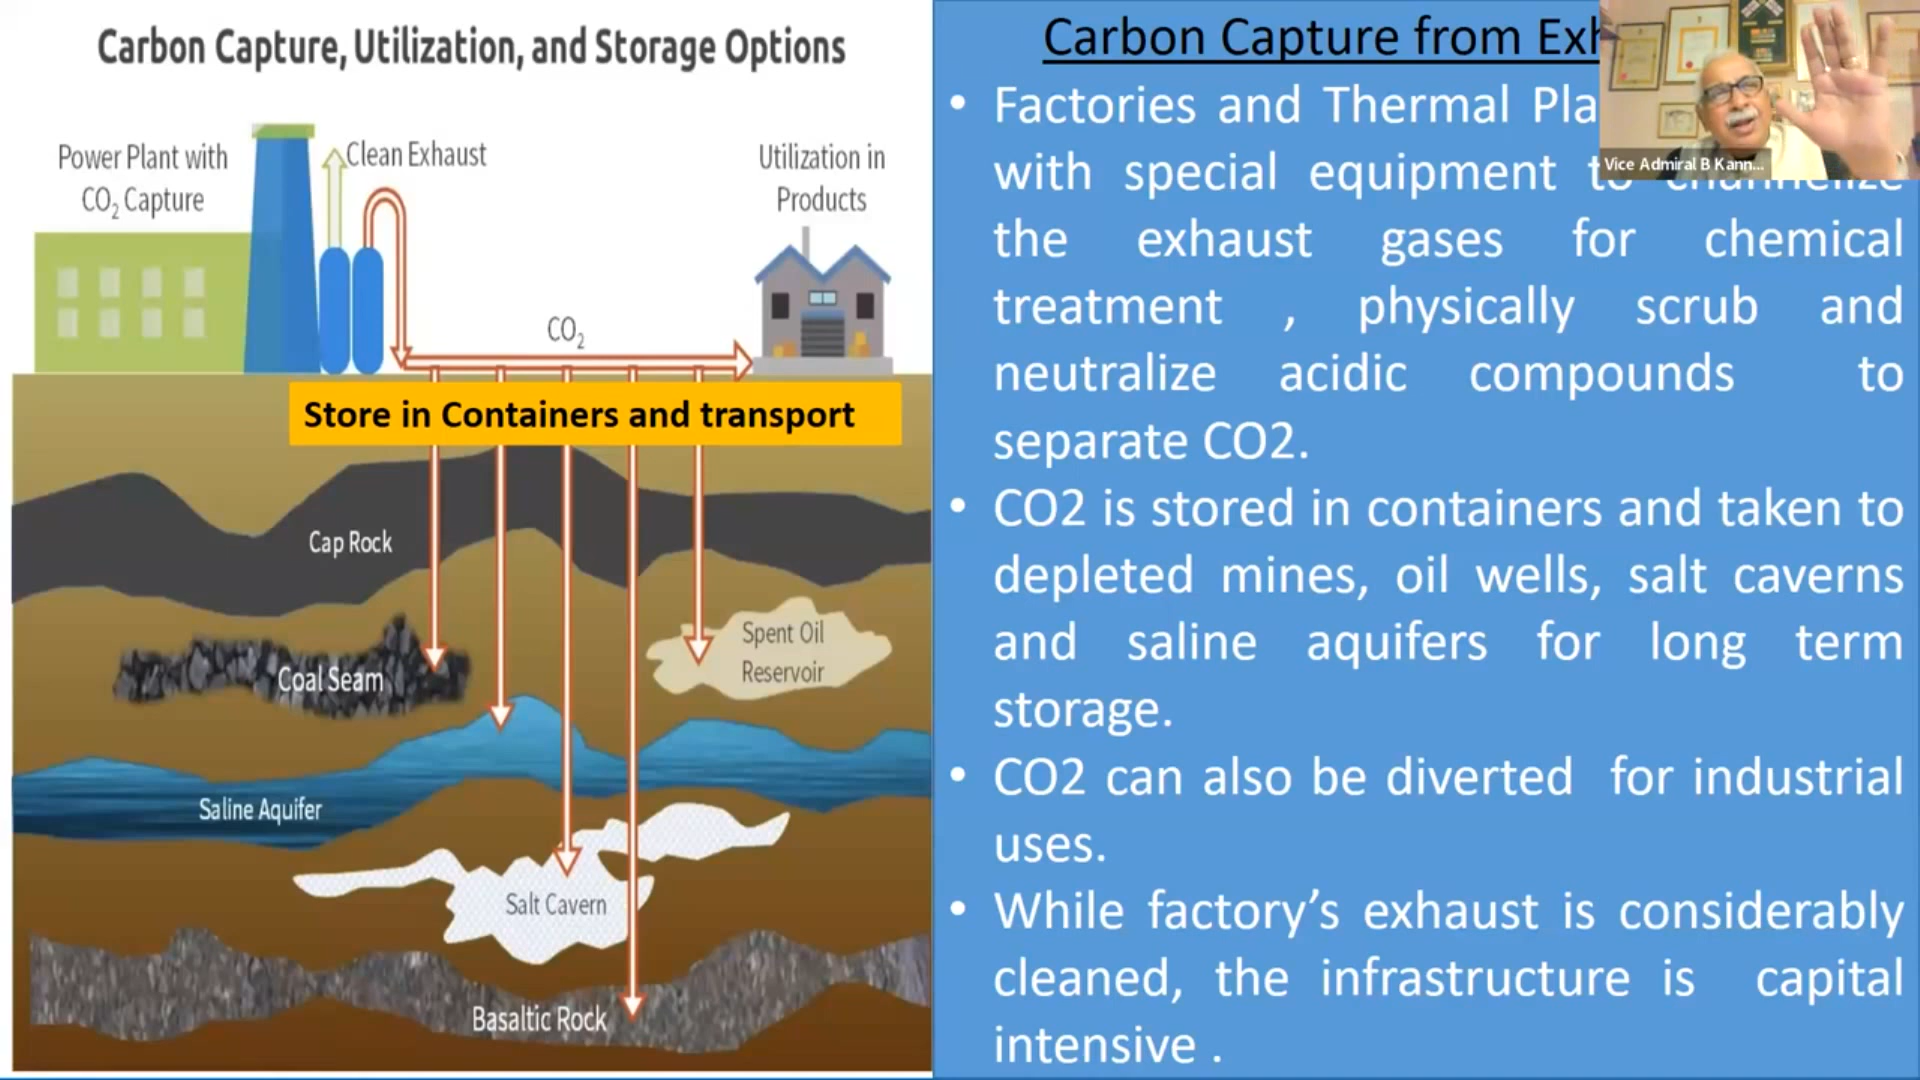 Carbon Capture, Utilization, and Storage Options
Power Plant with
CO₂ Capture
Clean Exhaust
Utilization in
Products
CO₂
Store in Containers and transport
Cap Rock
Coal Seam
Spent Oil
Reservoir
Saline Aquifer
Salt Cavern
Basaltic Rock
Carbon Capture from
• Factories and Thermal
with special equipment to channelize
the exhaust gases for chemical
treatment , physically scrub and
neutralize acidic compounds to
separate CO2.
• CO2 is stored in containers and taken to
depleted mines, oil wells, salt caverns
and saline aquifers for long term
storage.
• CO2 can also be diverted for industrial
uses.
• While factory’s exhaust is considerably
cleaned, the infrastructure is capital
intensive .
Vice Admiral B Kann...